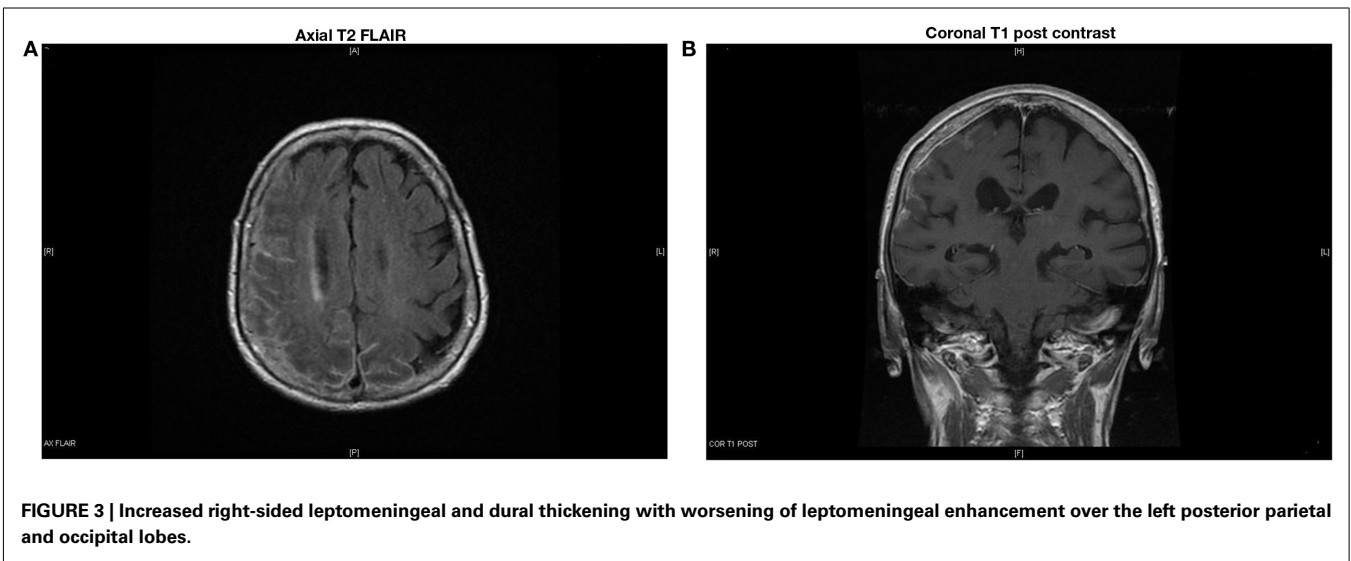 Axial T2 FLAIR
A
[A]
[R]
[L]
AX FLAIR
[P]
Coronal T1 post contrast
B
[H]
[R]
[L]
COR T1 POST
[F]
FIGURE 3 | Increased right-sided leptomeningeal and dural thickening with worsening of leptomeningeal enhancement over the left posterior parietal
and occipital lobes.